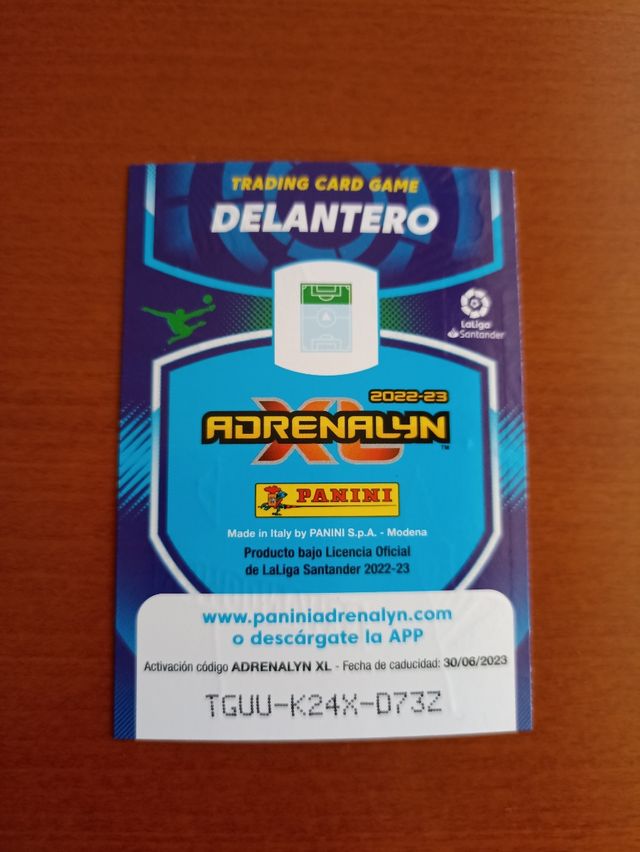 TRADING CARD GAME
DELANTERO
LaLiga
Santander
2022-23
ADRENALYN XL
TM
PANINI
Made in Italy by PANINI S.p.A. - Modena
Producto bajo Licencia Oficial
de LaLiga Santander 2022-23
www.paniniadrenalyn.com
o descárgate la APP
Activación código ADRENALYN XL - Fecha de caducidad: 30/06/2023
TGUU-K24X-D73Z